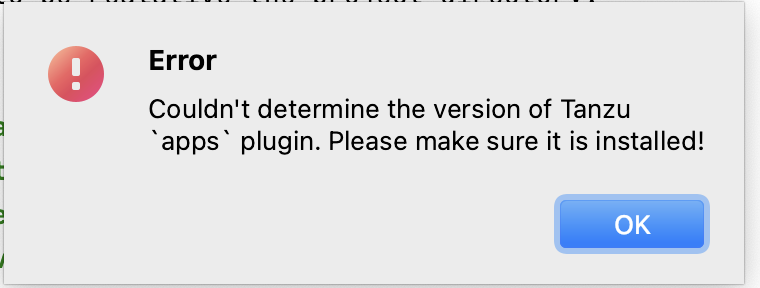 Error
Couldn't determine the version of Tanzu
`apps` plugin. Please make sure it is installed!
OK